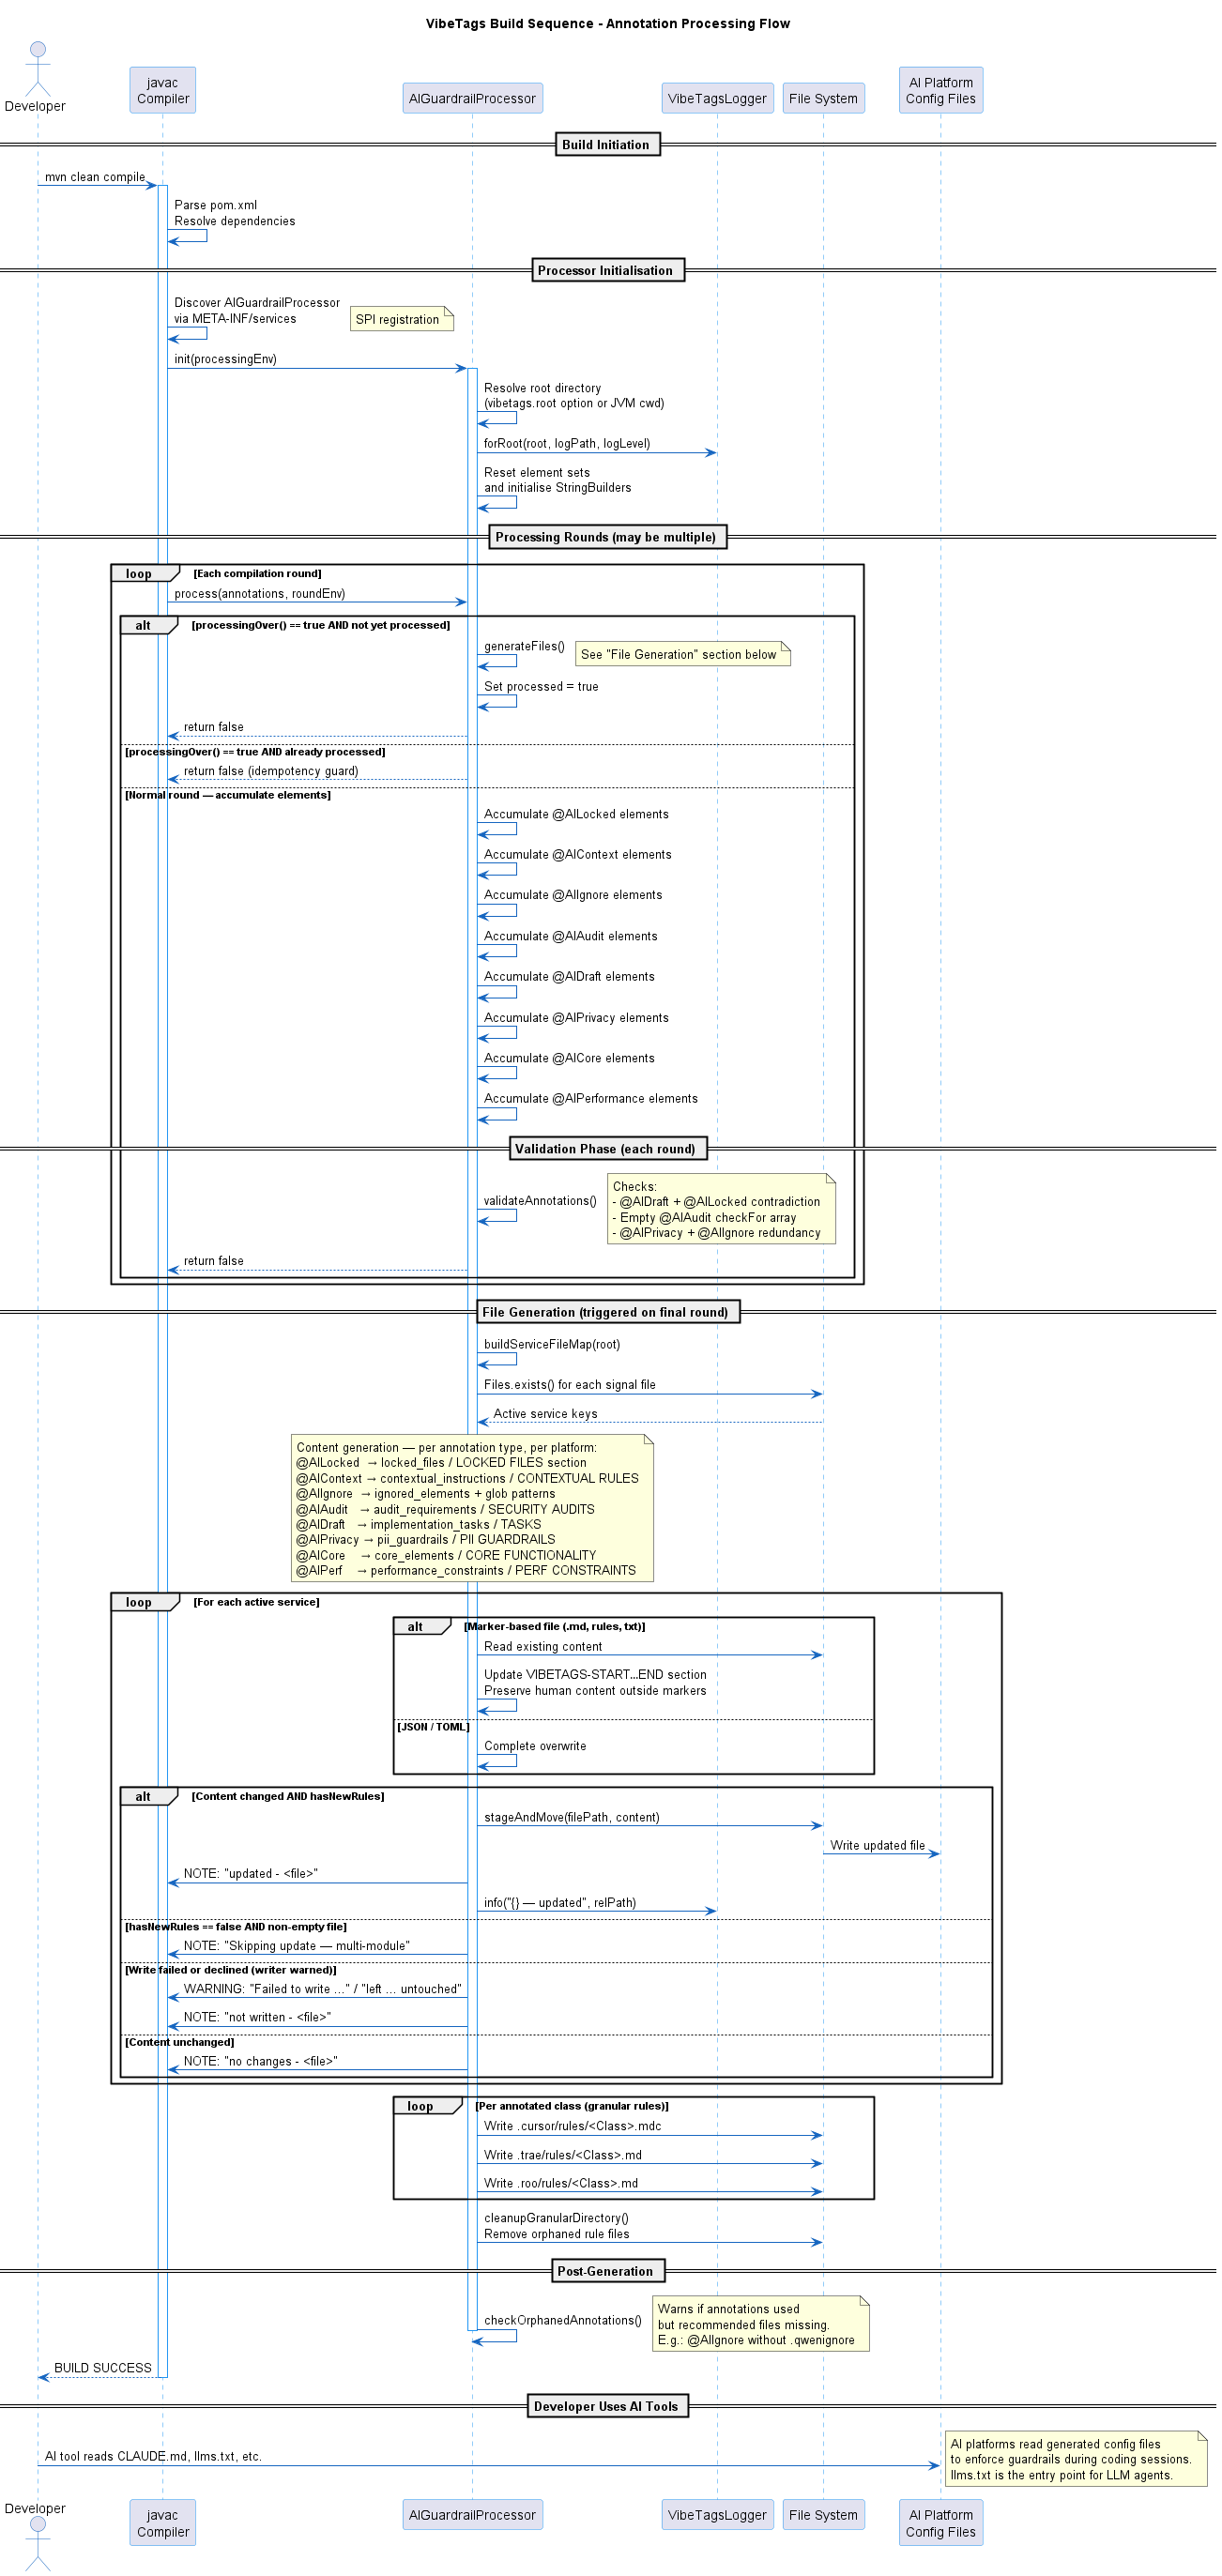 VibeTags Build Sequence - Annotation Processing Flow
Developer
javac
Compiler
AIGuardrailProcessor
VibeTagsLogger
File System
AI Platform
Config Files
Build Initiation
mvn clean compile
Parse pom.xml
Resolve dependencies
Processor Initialisation
Discover AIGuardrailProcessor
via META-INF/services
SPI registration
init(processingEnv)
Resolve root directory
(vibetags.root option or JVM cwd)
forRoot(root, logPath, logLevel)
Reset element sets
and initialise StringBuilders
Processing Rounds (may be multiple)
loop [Each compilation round]
process(annotations, roundEnv)
alt [processingOver() == true AND not yet processed]
generateFiles()
See "File Generation" section below
Set processed = true
return false
[processingOver() == true AND already processed]
return false (idempotency guard)
[Normal round — accumulate elements]
Accumulate @AILocked elements
Accumulate @AIContext elements
Accumulate @AIIgnore elements
Accumulate @AIAudit elements
Accumulate @AIDraft elements
Accumulate @AIPrivacy elements
Accumulate @AICore elements
Accumulate @AIPerformance elements
Validation Phase (each round)
validateAnnotations()
Checks:
- @AIDraft + @AILocked contradiction
- Empty @AIAudit checkFor array
- @AIPrivacy + @AIIgnore redundancy
return false
File Generation (triggered on final round)
buildServiceFileMap(root)
Files.exists() for each signal file
Active service keys
Content generation — per annotation type, per platform:
@AILocked → locked_files / LOCKED FILES section
@AIContext → contextual_instructions / CONTEXTUAL RULES
@AIIgnore → ignored_elements + glob patterns
@AIAudit → audit_requirements / SECURITY AUDITS
@AIDraft → implementation_tasks / TASKS
@AIPrivacy → pii_guardrails / PII GUARDRAILS
@AICore → core_elements / CORE FUNCTIONALITY
@AIPerf → performance_constraints / PERF CONSTRAINTS
loop [For each active service]
alt [Marker-based file (.md, rules, txt)]
Read existing content
Update VIBETAGS-START...END section
Preserve human content outside markers
[JSON / TOML]
Complete overwrite
alt [Content changed AND hasNewRules]
stageAndMove(filePath, content)
Write updated file
NOTE: "updated - <file>"
info("{} — updated", relPath)
[hasNewRules == false AND non-empty file]
NOTE: "Skipping update — multi-module"
[Write failed or declined (writer warned)]
WARNING: "Failed to write ..." / "left ... untouched"
NOTE: "not written - <file>"
[Content unchanged]
NOTE: "no changes - <file>"
loop [Per annotated class (granular rules)]
Write .cursor/rules/<Class>.mdc
Write .trae/rules/<Class>.md
Write .roo/rules/<Class>.md
cleanupGranularDirectory()
Remove orphaned rule files
Post-Generation
checkOrphanedAnnotations()
Warns if annotations used
but recommended files missing.
E.g.: @AIIgnore without .qwenignore
BUILD SUCCESS
Developer Uses AI Tools
AI tool reads CLAUDE.md, llms.txt, etc.
AI platforms read generated config files
to enforce guardrails during coding sessions.
llms.txt is the entry point for LLM agents.
Developer
javac
Compiler
AIGuardrailProcessor
VibeTagsLogger
File System
AI Platform
Config Files